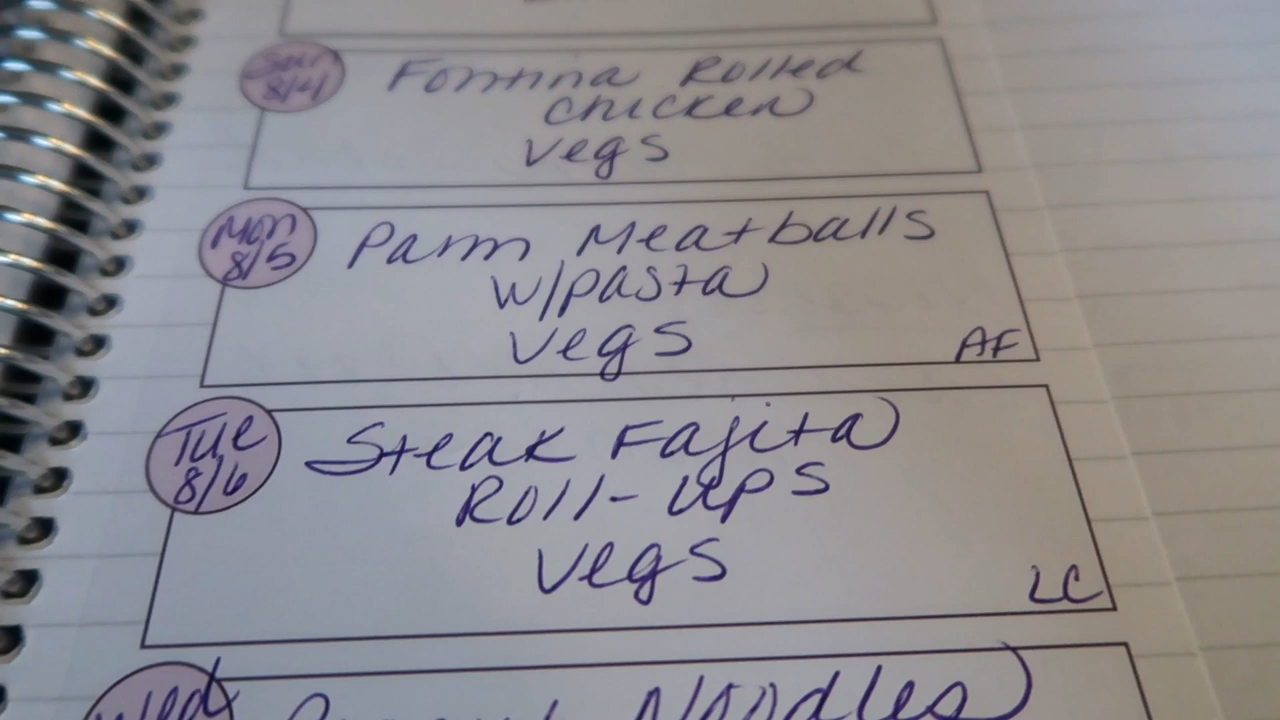 Sun
8/4
Fontina Rolled
Chicken
Vegs
Mon
8/5
Parm Meatballs
w/pasta
Vegs
AF
Tue
8/6
Steak Fajita
Roll-Ups
Vegs
LC
Wed
Noodles